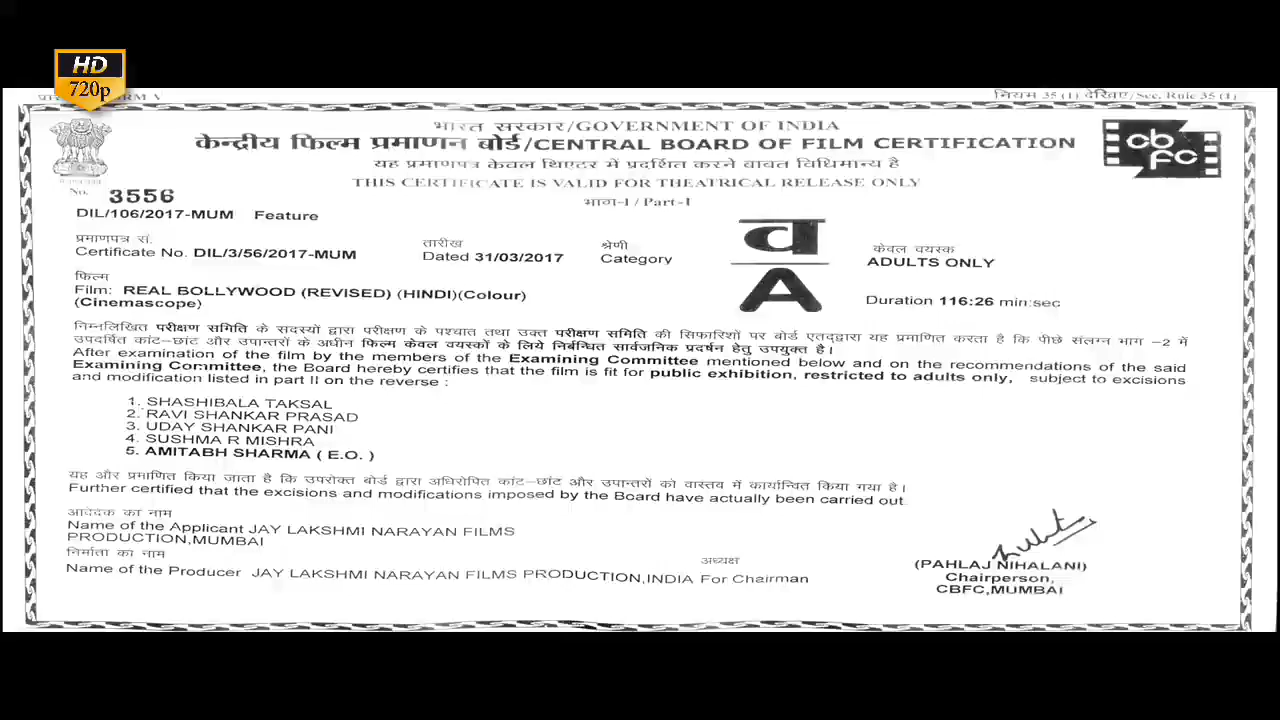 HD
720p
नियम 35 (1) देखिए/Sec. Rule 35 (1)
भारत सरकार/GOVERNMENT OF INDIA
केन्द्रीय फिल्म प्रमाणन बोर्ड/CENTRAL BOARD OF FILM CERTIFICATION
cb
fc
यह प्रमाणपत्र केवल थिएटर में प्रदर्शित करने बावत विधिमान्य है
THIS CERTIFICATE IS VALID FOR THEATRICAL RELEASE ONLY
No. 3556
भाग-I / Part-I
DIL/106/2017-MUM Feature
प्रमाणपत्र सं.
Certificate No. DIL/3/56/2017-MUM
तारीख
Dated 31/03/2017
श्रेणी
Category
व
A
केवल वयस्क
ADULTS ONLY
फिल्म
Film: REAL BOLLYWOOD (REVISED) (HINDI)(Colour)
(Cinemascope)
Duration 116:26 min:sec
निम्नलिखित परीक्षण समिति के सदस्यों द्वारा परीक्षण के पश्चात तथा उक्त परीक्षण समिति की सिफारिशों पर बोर्ड एतद्द्वारा यह प्रमाणित करता है कि पीछे संलग्न भाग -2 में
उपदर्षित कांट-छांट और उपान्तरों के अधीन फिल्म केवल वयस्कों के लिये निर्बन्धित सार्वजनिक प्रदर्षन हेतु उपयुक्त है।
After examination of the film by the members of the Examining Committee mentioned below and on the recommendations of the said
Examining Committee, the Board hereby certifies that the film is fit for public exhibition, restricted to adults only, subject to excisions
and modification listed in part II on the reverse :
1. SHASHIBALA TAKSAL
2. RAVI SHANKAR PRASAD
3. UDAY SHANKAR PANI
4. SUSHMA R MISHRA
5. AMITABH SHARMA ( E.O. )
यह और प्रमाणित किया जाता है कि उपरोक्त बोर्ड द्वारा अधिरोपित कांट-छांट और उपान्तरों को वास्तव में कार्यान्वित किया गया है।
Further certified that the excisions and modifications imposed by the Board have actually been carried out
आवेदक का नाम
Name of the Applicant JAY LAKSHMI NARAYAN FILMS
PRODUCTION,MUMBAI
निर्माता का नाम
Name of the Producer JAY LAKSHMI NARAYAN FILMS PRODUCTION,INDIA For Chairman
अध्यक्ष
(PAHLAJ NIHALANI)
Chairperson,
CBFC,MUMBAI